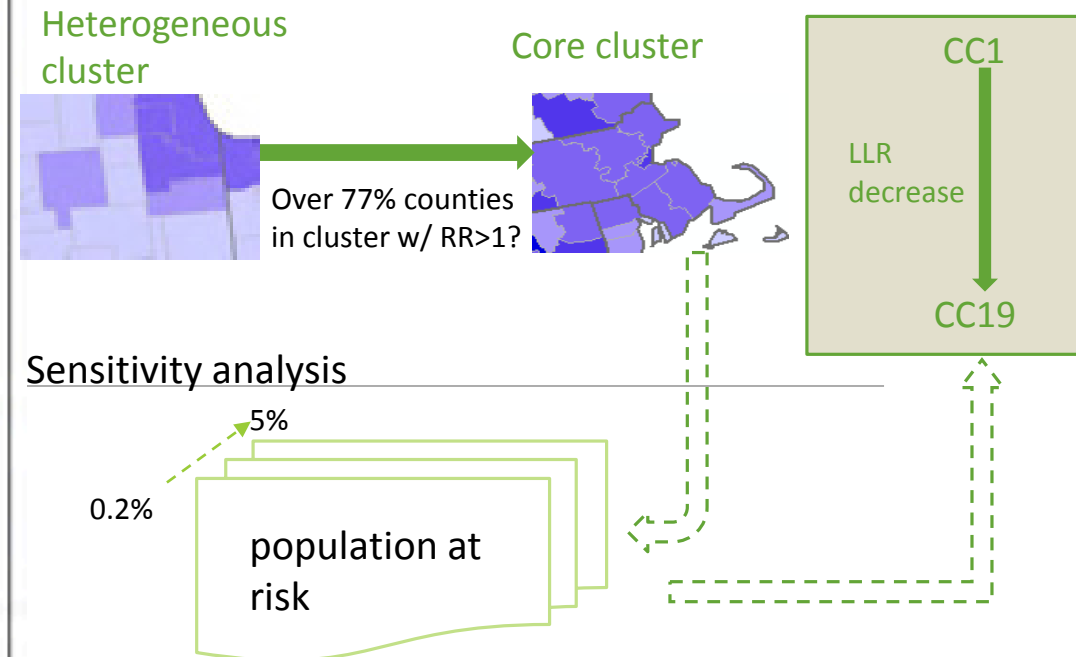 Heterogeneous
cluster
Core cluster
Over 77% counties
in cluster w/ RR>1?
CC1
LLR
decrease
CC19
Sensitivity analysis
5%
0.2%
population at
risk